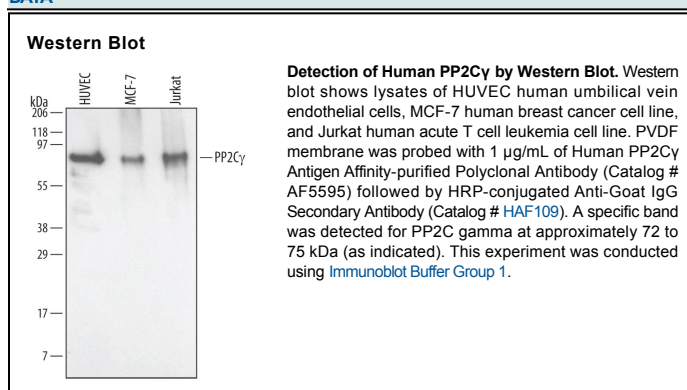 DATA
Western Blot
HUVEC
MCF-7
Jurkat
kDa
206
118
97
55
38
29
17
7
PP2Cγ
Detection of Human PP2Cγ by Western Blot. Western
blot shows lysates of HUVEC human umbilical vein
endothelial cells, MCF-7 human breast cancer cell line,
and Jurkat human acute T cell leukemia cell line. PVDF
membrane was probed with 1 µg/mL of Human PP2Cγ
Antigen Affinity-purified Polyclonal Antibody (Catalog #
AF5595) followed by HRP-conjugated Anti-Goat IgG
Secondary Antibody (Catalog # HAF109). A specific band
was detected for PP2C gamma at approximately 72 to
75 kDa (as indicated). This experiment was conducted
using Immunoblot Buffer Group 1.